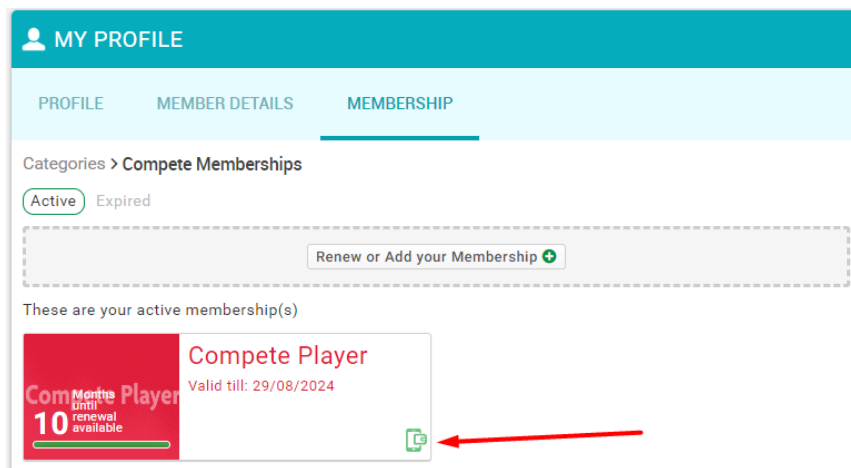 MY PROFILE
PROFILE MEMBER DETAILS MEMBERSHIP
Categories > Compete Memberships
Active Expired
Renew or Add your Membership
These are your active membership(s)
Compete Player
Valid till: 29/08/2024
Compete Player
10 Months until renewal available